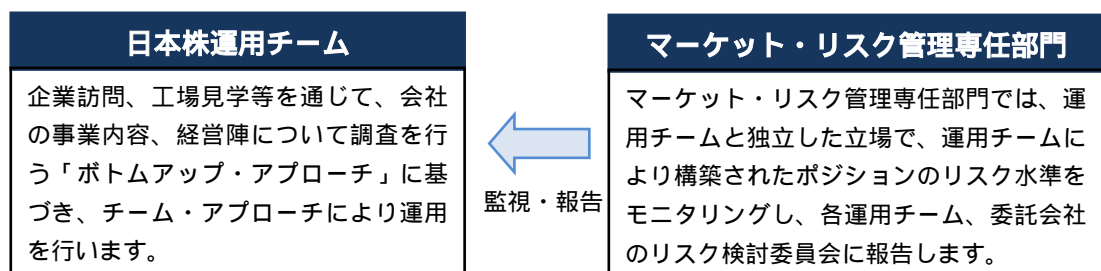 日本株運用チーム
企業訪問、工場見学等を通じて、会社
の事業内容、経営陣について調査を行
う「ボトムアップ・アプローチ」に基
づき、チーム・アプローチにより運用
を行います。
監視・報告
マーケット・リスク管理専任部門
マーケット・リスク管理専任部門では、運
用チームと独立した立場で、運用チームに
より構築されたポジションのリスク水準を
モニタリングし、各運用チーム、委託会社
のリスク検討委員会に報告します。